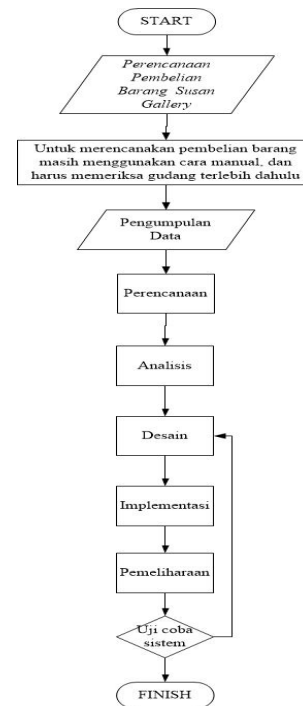 START
Perencanaan
Pembelian
Barang Susan
Gallery
Untuk merencanakan pembelian barang
masih menggunakan cara manual, dan
harus memeriksa gudang terlebih dahulu
Pengumpulan
Data
Perencanaan
Analisis
Desain
Implementasi
Pemeliharaan
Uji coba
sistem
FINISH